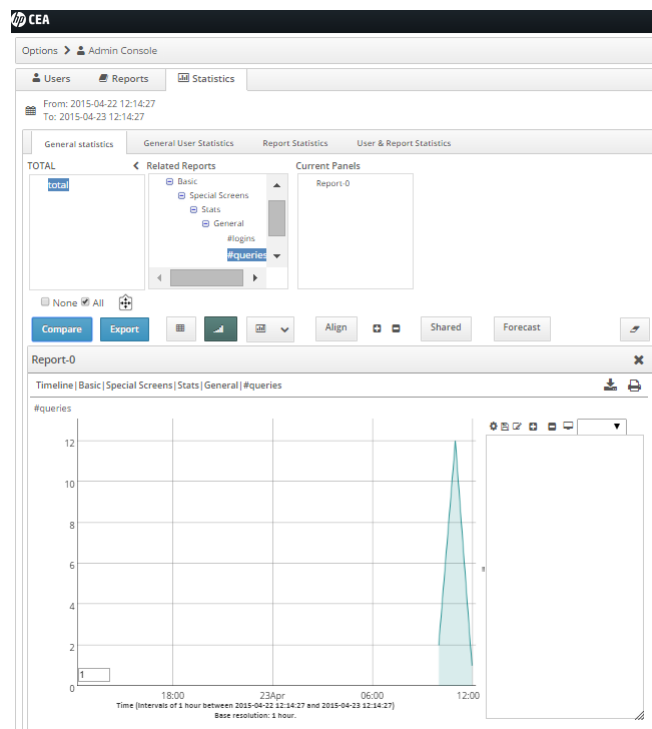 hp CEA
Options > Admin Console
Users Reports Statistics
From: 2015-04-22 12:14:27
To: 2015-04-23 12:14:27
General statistics General User Statistics Report Statistics User & Report Statistics
TOTAL Related Reports Current Panels
total
Basic
Special Screens
Stats
General
#logins
#queries
Report-0
None All
Compare Export Align Shared Forecast
Report-0
Timeline|Basic|Special Screens|Stats|General|#queries
#queries
12
10
8
6
4
2
1
0
18:00 23Apr 06:00 12:00
Time (Intervals of 1 hour between 2015-04-22 12:14:27 and 2015-04-23 12:14:27)
Base resolution: 1 hour.